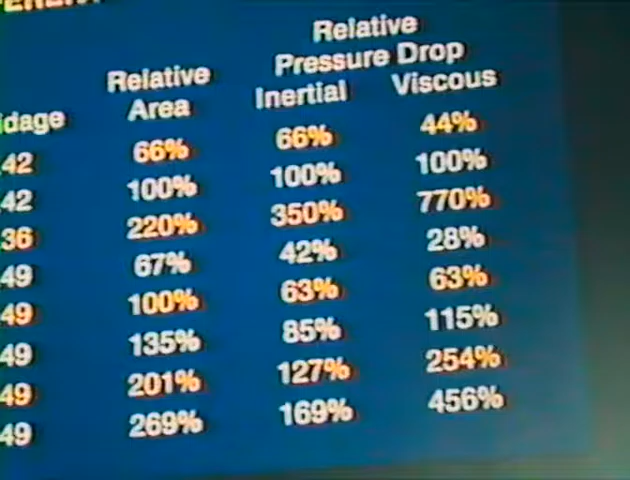 Relative
Pressure Drop
Relative Area Inertial Viscous
idage
42 66% 66% 44%
42 100% 100% 100%
36 220% 350% 770%
49 67% 42% 28%
49 100% 63% 63%
49 135% 85% 115%
49 201% 127% 254%
49 269% 169% 456%